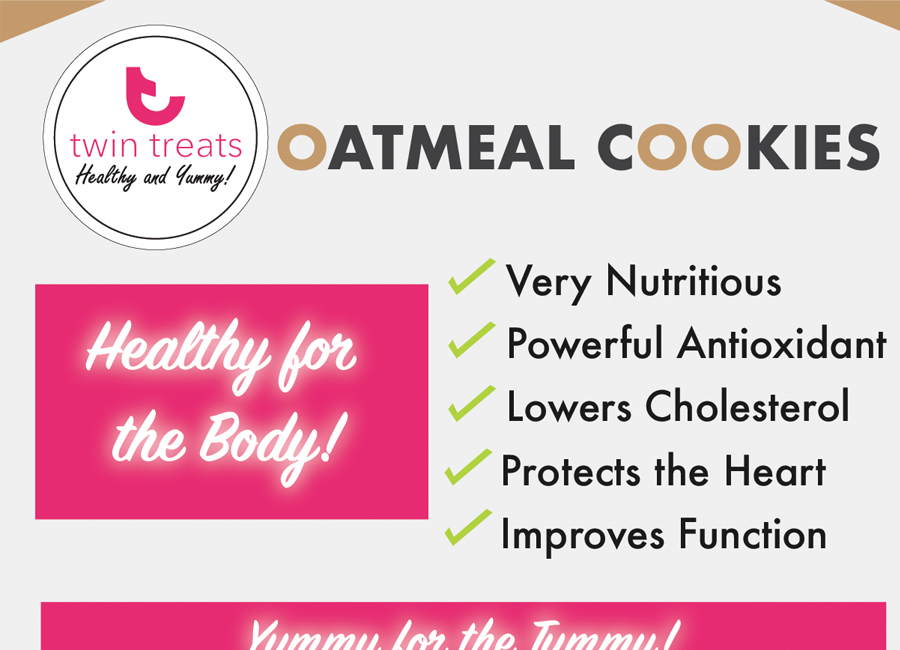 twin treats
Healthy and Yummy!
OATMEAL COOKIES
Healthy for
the Body!
Very Nutritious
Powerful Antioxidant
Lowers Cholesterol
Protects the Heart
Improves Function
Yummy for the Tummy!